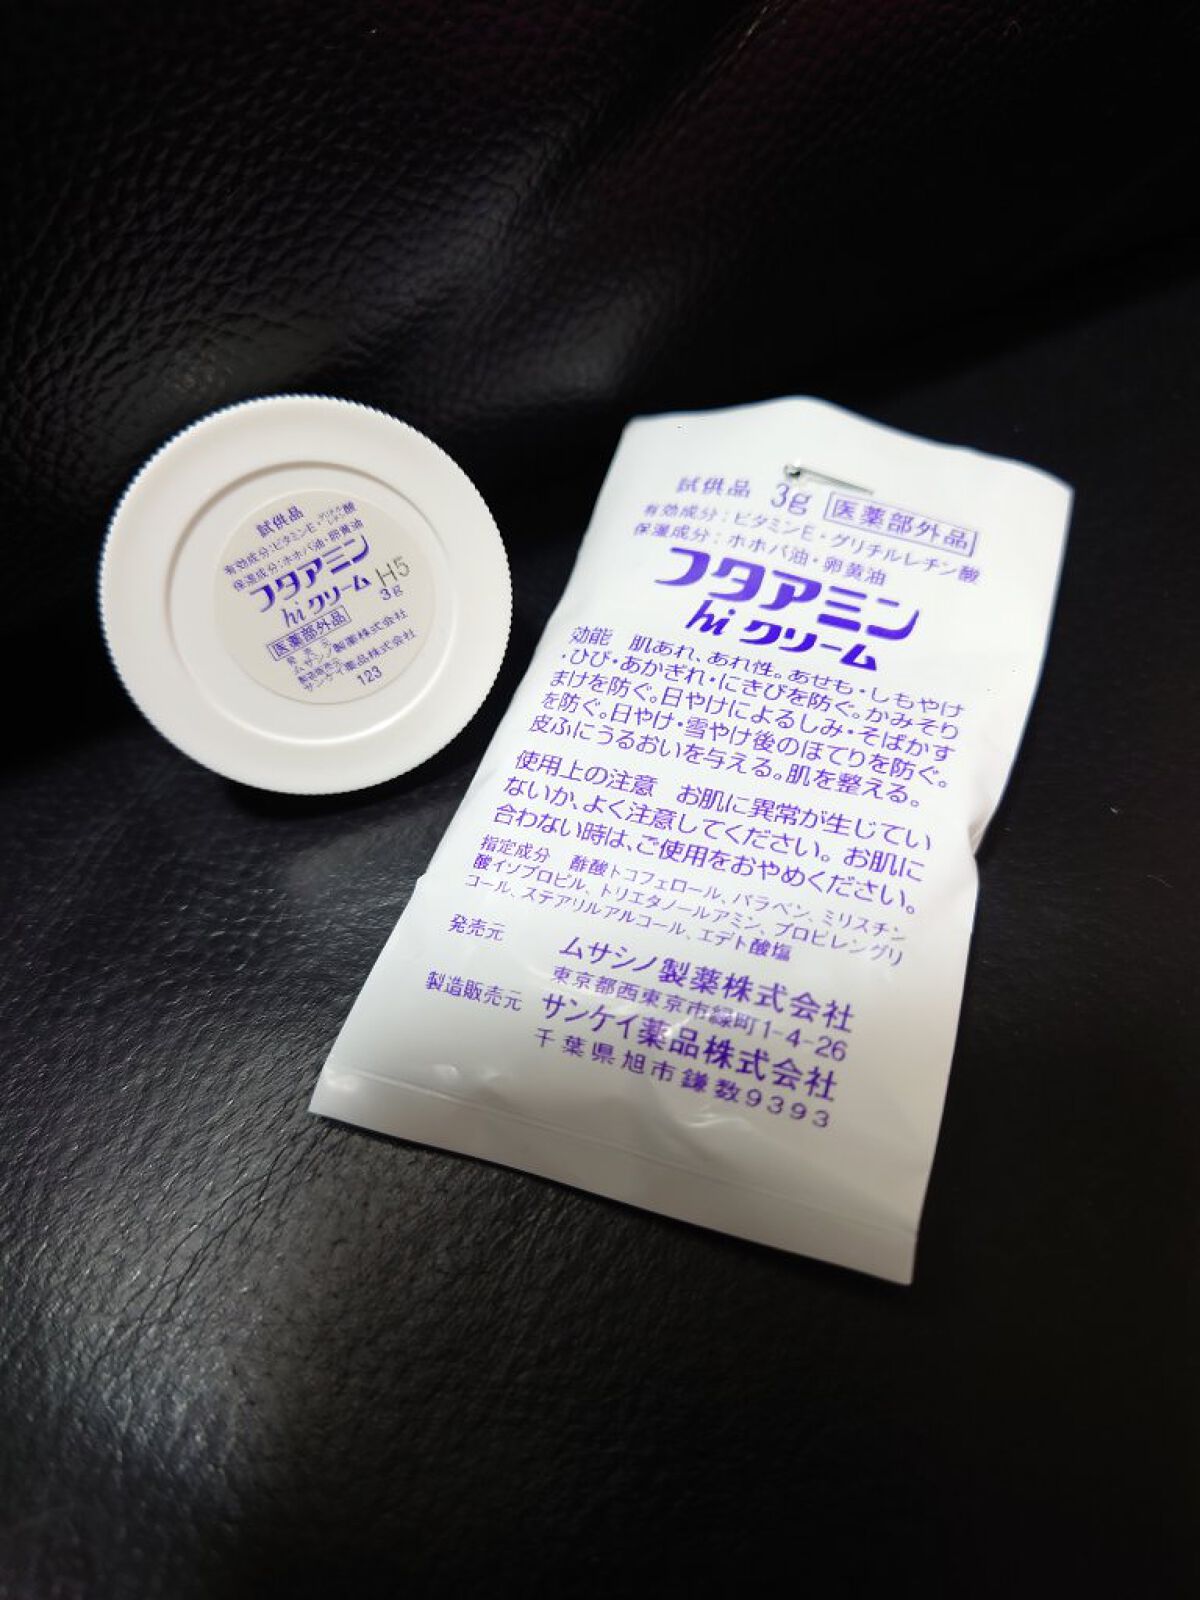 試供品
有効成分:ビタミンE・グリチルレチン酸
保湿成分:ホホバ油・卵黄油
フタアミン
hi クリーム H5
3g
医薬部外品
発売元
ムサシノ製薬株式会社
製造販売元
サンケイ薬品株式会社
123
試供品 3g 医薬部外品
有効成分:ビタミンE・グリチルレチン酸
保湿成分:ホホバ油・卵黄油
フタアミン
hi クリーム
効能 肌あれ、あれ性。あせも・しもやけ
・ひび・あかぎれ・にきびを防ぐ。かみそり
まけを防ぐ。日やけによるしみ・そばかす
を防ぐ。日やけ・雪やけ後のほてりを防ぐ。
皮ふにうるおいを与える。肌を整える。
使用上の注意 お肌に異常が生じてい
ないか、よく注意してください。お肌に
合わない時は、ご使用をおやめください。
指定成分 酢酸トコフェロール、パラベン、ミリスチン
酸イソプロピル、トリエタノールアミン、プロピレングリ
コール、ステアリルアルコール、エデト酸塩
発売元 ムサシノ製薬株式会社
東京都西東京市緑町1-4-26
製造販売元 サンケイ薬品株式会社
千葉県旭市鎌数9393